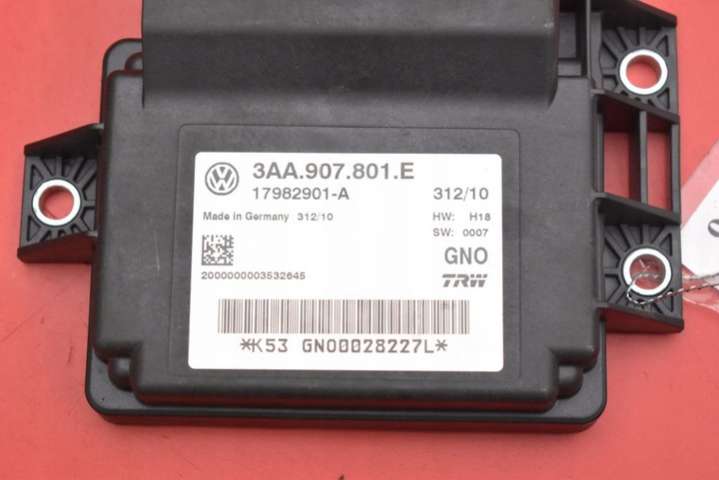 3AA.907.801.E
17982901-A 312/10
Made in Germany 312/10 HW: H18
SW: 0007
GNO
2000000003532645 TRW
*K53 GNO00028227L*